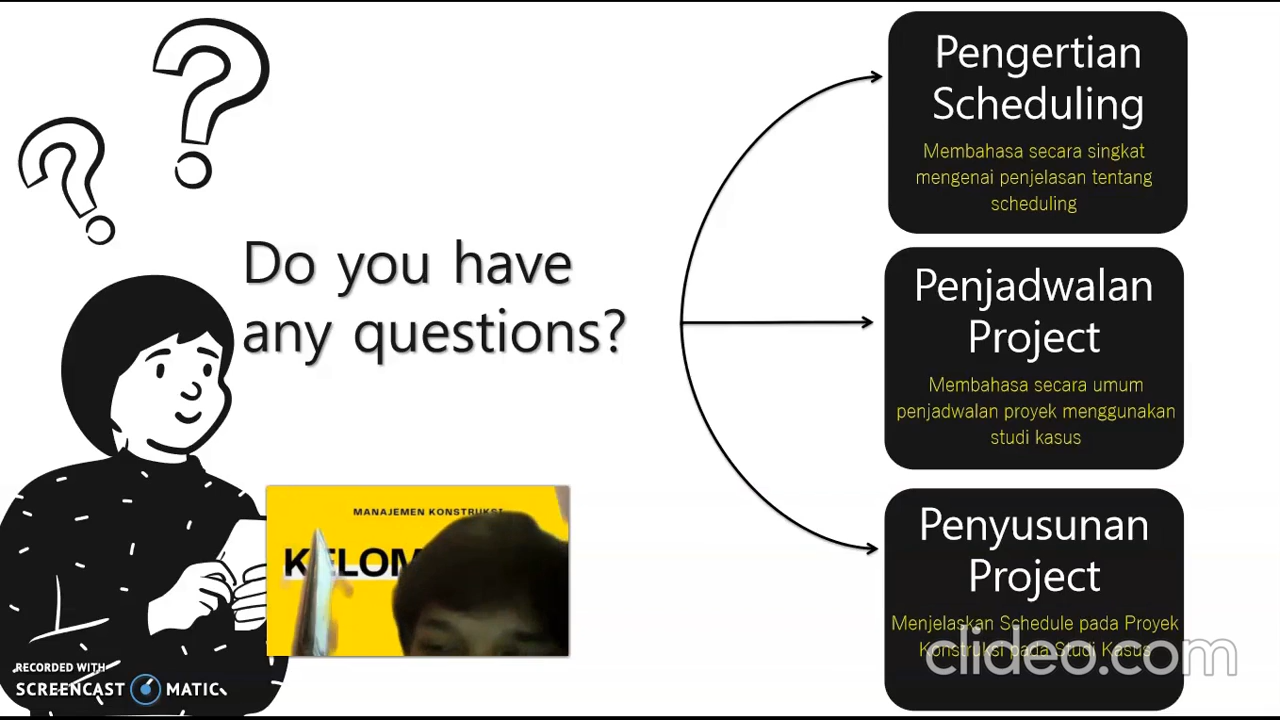 Do you have
any questions?
Pengertian
Scheduling
Membahasa secara singkat
mengenai penjelasan tentang
scheduling
Penjadwalan
Project
Membahasa secara umum
penjadwalan proyek menggunakan
studi kasus
Penyusunan
Project
Menjelaskan Schedule pada Proyek
Konstruksi pada Studi Kasus
clideo.com
MANAJEMEN KONSTRUKSI
KELOM
RECORDED WITH
SCREENCAST MATIC